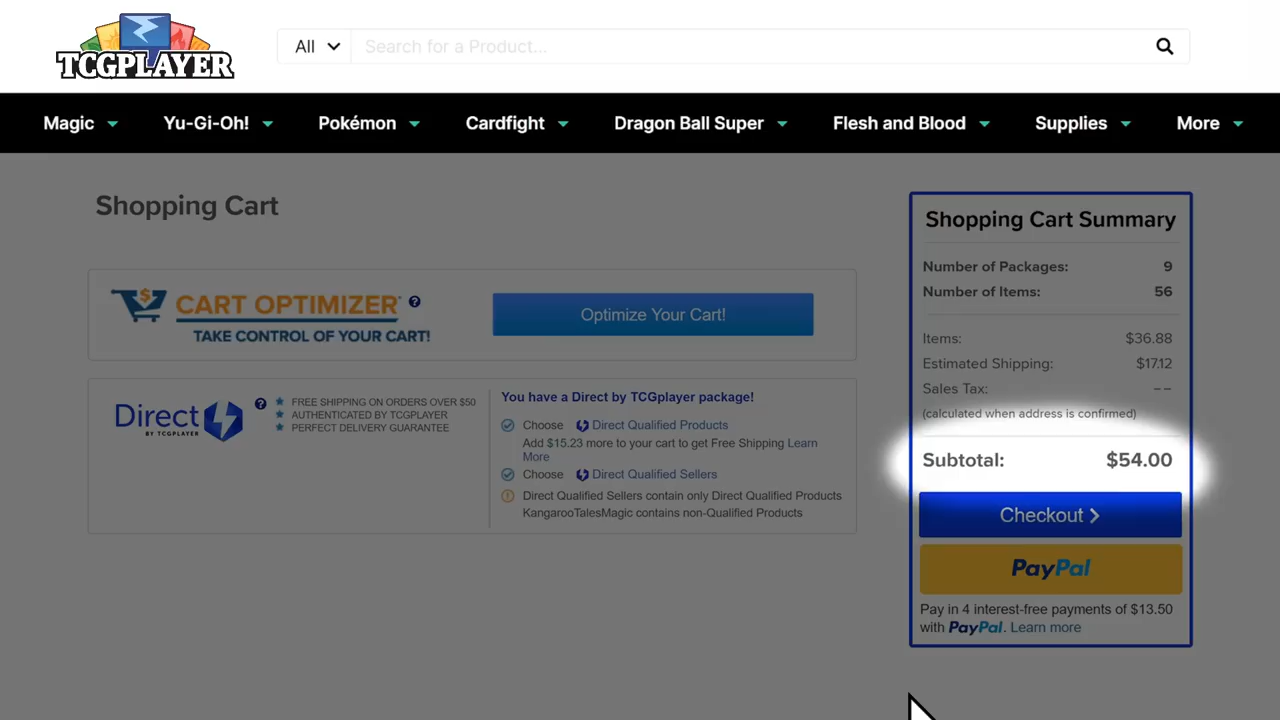 TCGPLAYER
All
Search for a Product...
Magic
Yu-Gi-Oh!
Pokémon
Cardfight
Dragon Ball Super
Flesh and Blood
Supplies
More
Shopping Cart
CART OPTIMIZER
TAKE CONTROL OF YOUR CART!
Optimize Your Cart!
Direct
BY TCGPLAYER
FREE SHIPPING ON ORDERS OVER $50
AUTHENTICATED BY TCGPLAYER
PERFECT DELIVERY GUARANTEE
You have a Direct by TCGplayer package!
Choose Direct Qualified Products
Add $15.23 more to your cart to get Free Shipping Learn
More
Choose Direct Qualified Sellers
Direct Qualified Sellers contain only Direct Qualified Products
KangarooTalesMagic contains non-Qualified Products
Shopping Cart Summary
Number of Packages: 9
Number of Items: 56
Items: $36.88
Estimated Shipping: $17.12
Sales Tax: --
(calculated when address is confirmed)
Subtotal: $54.00
Checkout
PayPal
Pay in 4 interest-free payments of $13.50
with PayPal. Learn more